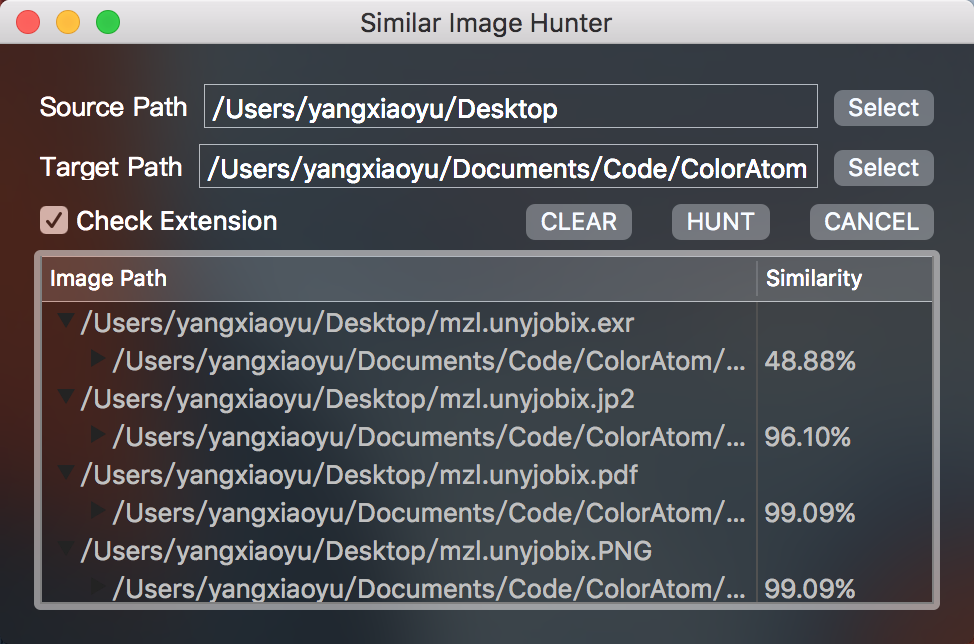 Similar Image Hunter
Source Path /Users/yangxiaoyu/Desktop Select
Target Path /Users/yangxiaoyu/Documents/Code/ColorAtom Select
Check Extension CLEAR HUNT CANCEL
Image Path Similarity
/Users/yangxiaoyu/Desktop/mzl.unyjobix.exr
/Users/yangxiaoyu/Documents/Code/ColorAtom/... 48.88%
/Users/yangxiaoyu/Desktop/mzl.unyjobix.jp2
/Users/yangxiaoyu/Documents/Code/ColorAtom/... 96.10%
/Users/yangxiaoyu/Desktop/mzl.unyjobix.pdf
/Users/yangxiaoyu/Documents/Code/ColorAtom/... 99.09%
/Users/yangxiaoyu/Desktop/mzl.unyjobix.PNG
/Users/yangxiaoyu/Documents/Code/ColorAtom/... 99.09%